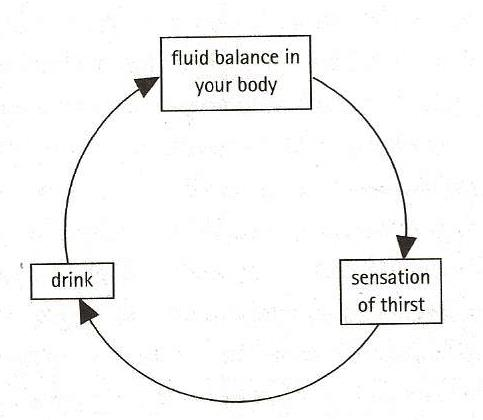 fluid balance in
your body
sensation
of thirst
drink